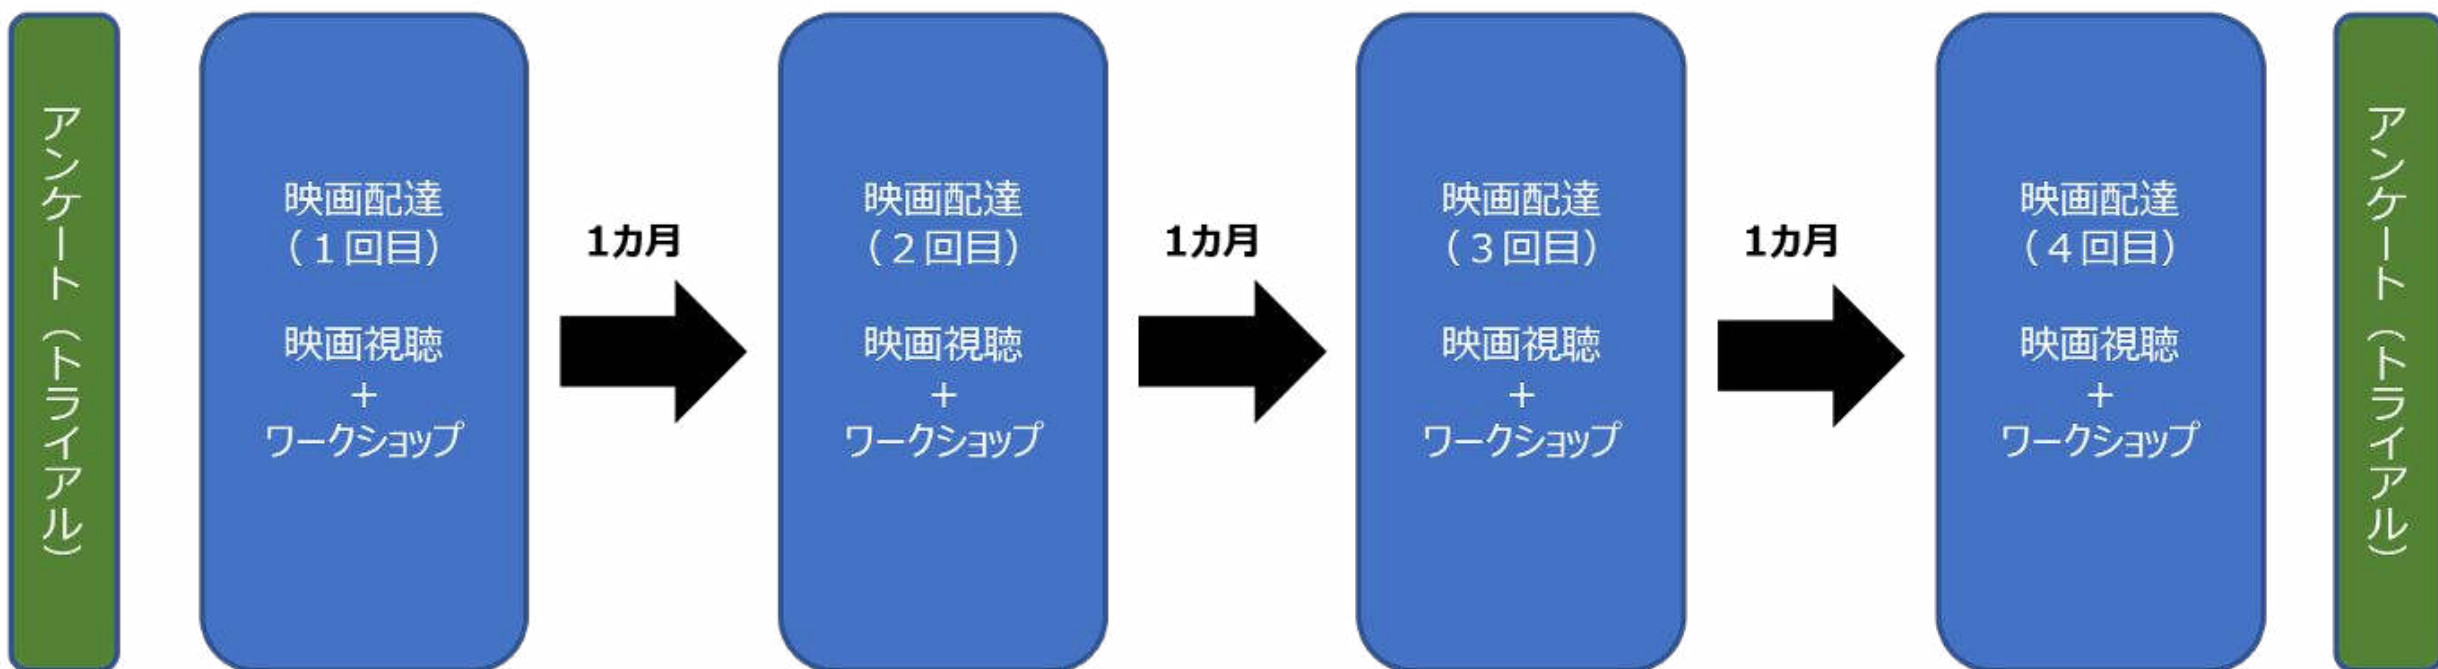 アンケート（トライアル）
映画配達
（１回目）
映画視聴
+
ワークショップ
1カ月
映画配達
（２回目）
映画視聴
+
ワークショップ
1カ月
映画配達
（３回目）
映画視聴
+
ワークショップ
1カ月
映画配達
（４回目）
映画視聴
+
ワークショップ
アンケート（トライアル）